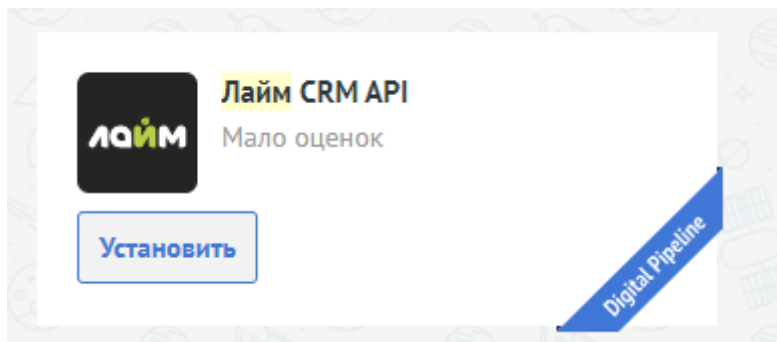 лайм
Лайм CRM API
Мало оценок
Установить
Digital Pipeline